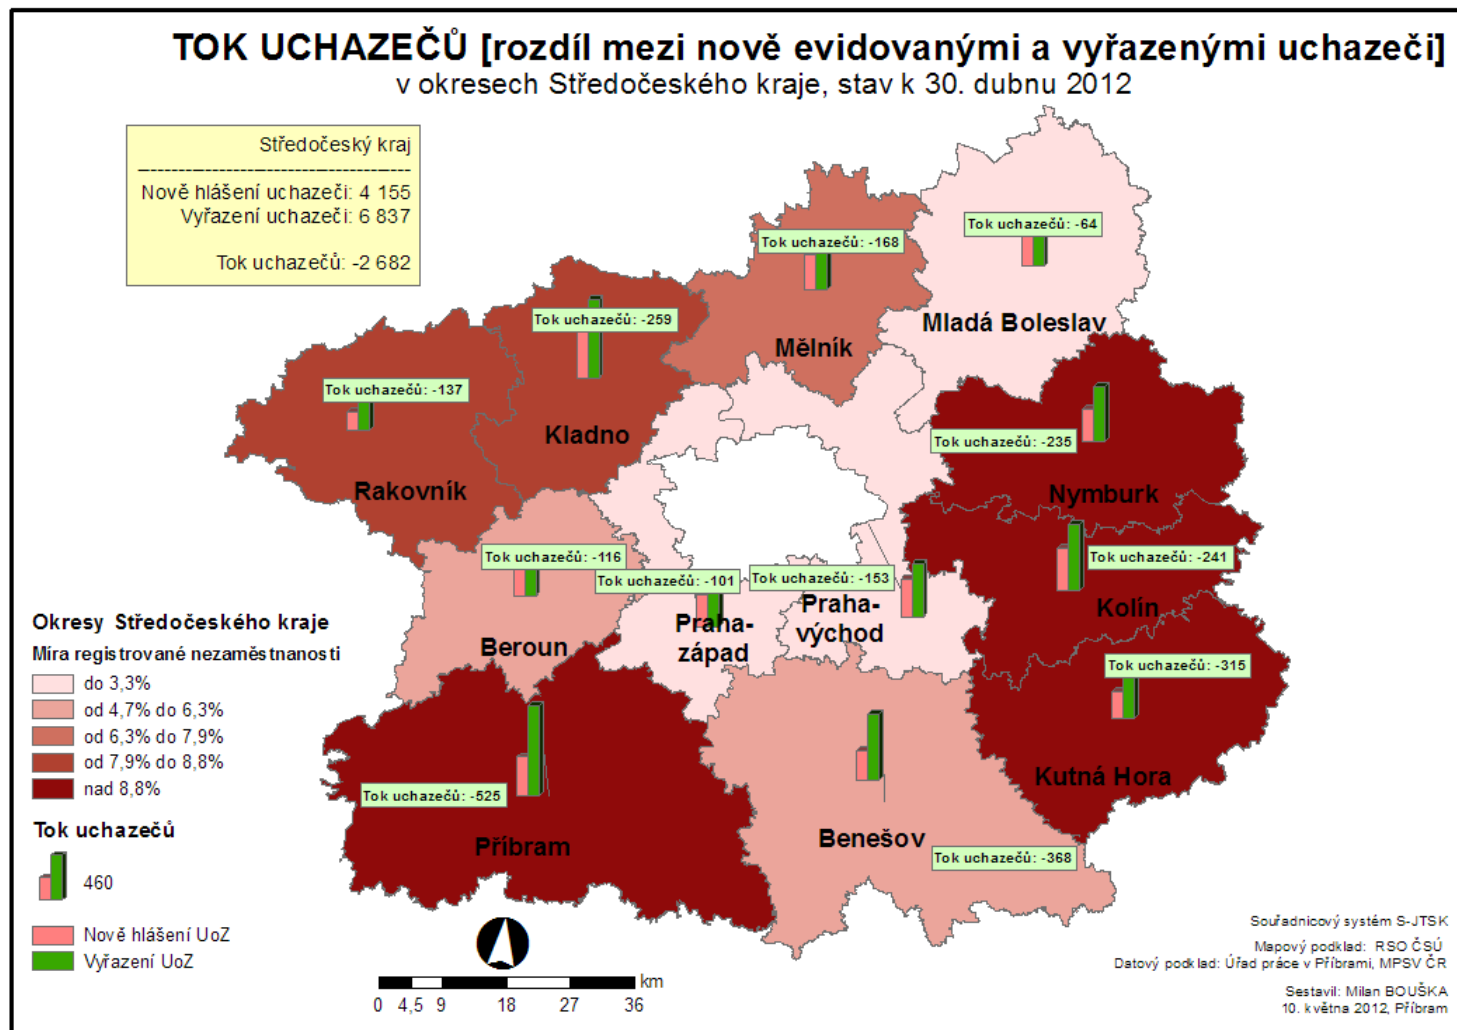 TOK UCHAZEČŮ [rozdíl mezi nově evidovanými a vyřazenými uchazeči]
v okresech Středočeského kraje, stav k 30. dubnu 2012
Středočeský kraj
Nově hlášení uchazeči: 4 155
Vyřazení uchazeči: 6 837
Tok uchazečů: -2 682
Tok uchazečů: -64
Mladá Boleslav
Tok uchazečů: -168
Mělník
Tok uchazečů: -259
Kladno
Tok uchazečů: -137
Rakovník
Tok uchazečů: -235
Nymburk
Tok uchazečů: -241
Kolín
Tok uchazečů: -116
Beroun
Tok uchazečů: -101
Praha-
západ
Tok uchazečů: -153
Praha-
východ
Tok uchazečů: -315
Kutná Hora
Tok uchazečů: -525
Příbram
Benešov
Tok uchazečů: -368
Okresy Středočeského kraje
Míra registrované nezaměstnanosti
do 3,3%
od 4,7% do 6,3%
od 6,3% do 7,9%
od 7,9% do 8,8%
nad 8,8%
Tok uchazečů
460
Nově hlášení UoZ
Vyřazení UoZ
km
0 4,5 9 18 27 36
Souřadnicový systém S-JTSK
Mapový podklad: RSO ČSÚ
Datový podklad: Úřad práce v Příbrami, MPSV ČR
Sestavil: Milan BOUŠKA
10. května 2012, Příbram